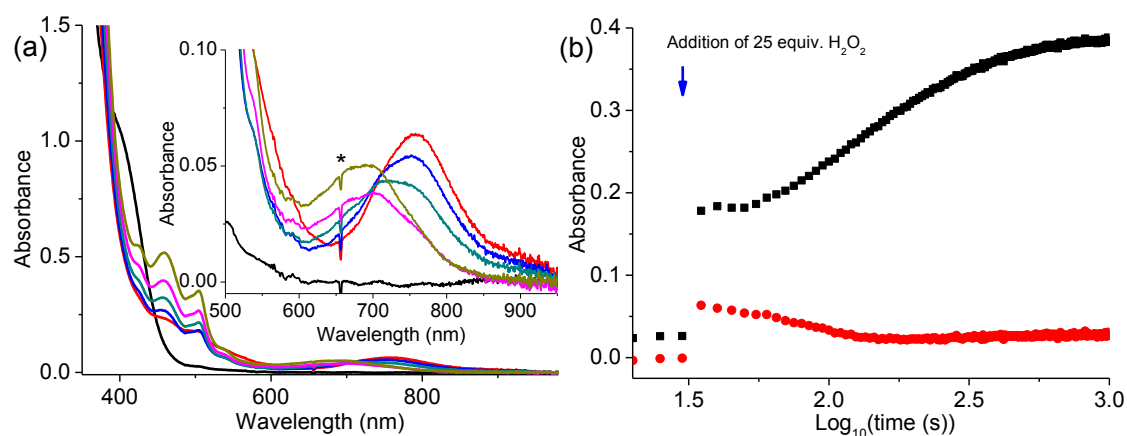 (a)
1.5
1.0
0.5
0.0
Absorbance
400
600
800
Wavelength (nm)
0.10
0.05
0.00
Absorbance
*
500
600
700
800
900
Wavelength (nm)
(b)
Addition of 25 equiv. H₂O₂
0.4
0.3
0.2
0.1
0.0
Absorbance
1.5
2.0
2.5
3.0
Log₁₀(time (s))